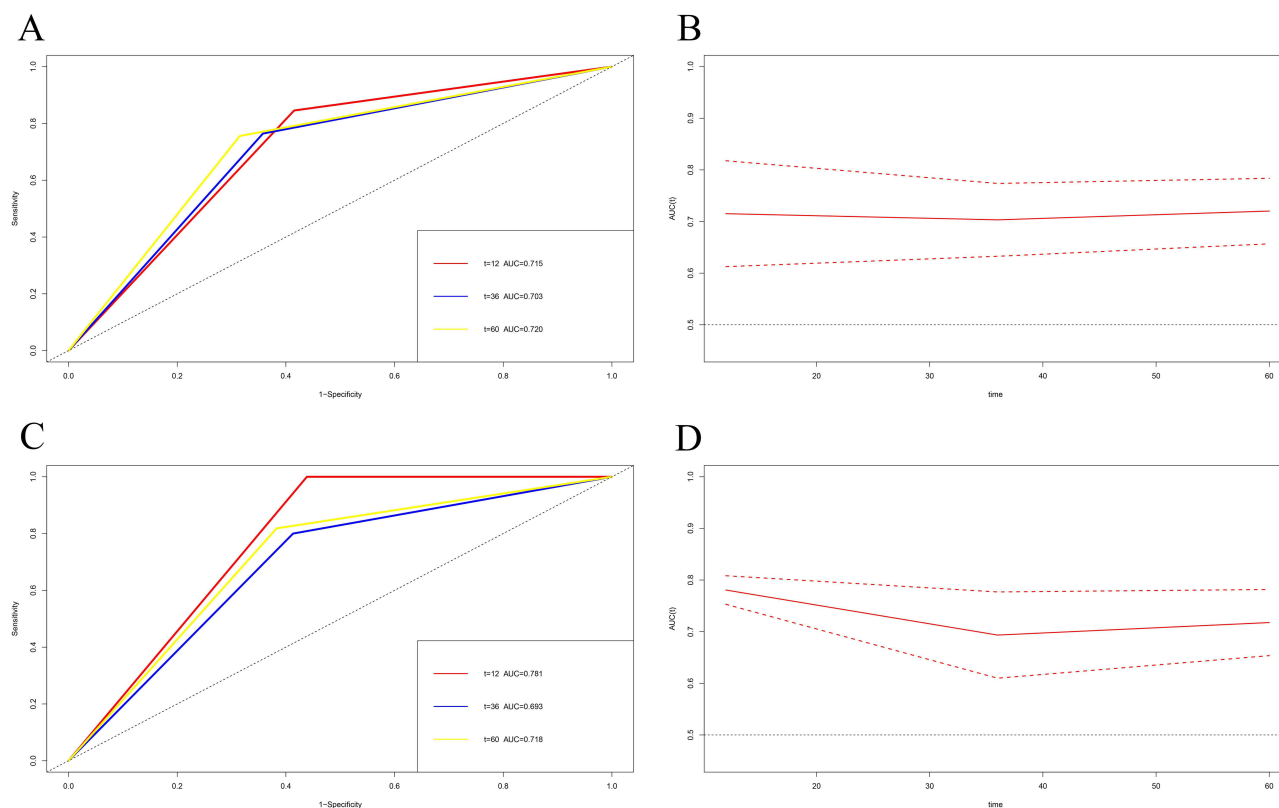 A
1.0
0.8
0.6
0.4
0.2
0.0
Sensitivity
t=12 AUC=0.715
t=36 AUC=0.703
t=60 AUC=0.720
0.0 0.2 0.4 0.6 0.8 1.0
1−Specificity
B
1.0
0.9
0.8
0.7
0.6
0.5
AUC(t)
20 30 40 50 60
time
C
1.0
0.8
0.6
0.4
0.2
0.0
Sensitivity
t=12 AUC=0.781
t=36 AUC=0.693
t=60 AUC=0.718
0.0 0.2 0.4 0.6 0.8 1.0
1−Specificity
D
1.0
0.9
0.8
0.7
0.6
0.5
AUC(t)
20 30 40 50 60
time